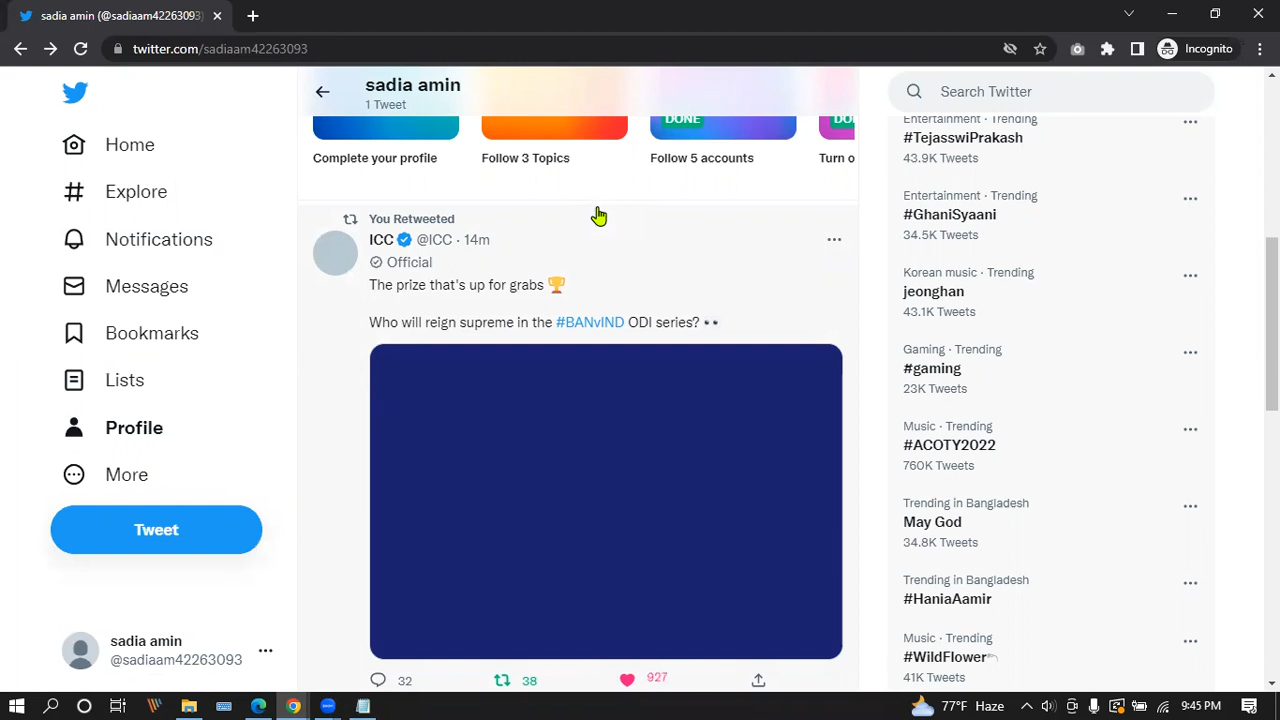 sadia amin (@sadiaam42263093)
twitter.com/sadiaam42263093
Incognito
Home
Explore
Notifications
Messages
Bookmarks
Lists
Profile
More
Tweet
sadia amin
@sadiaam42263093
sadia amin
1 Tweet
DONE
Complete your profile
Follow 3 Topics
Follow 5 accounts
Turn o
You Retweeted
ICC @ICC · 14m
Official
The prize that's up for grabs 🏆
Who will reign supreme in the #BANvIND ODI series? 👀
32
38
927
Search Twitter
Entertainment · Trending
#TejasswiPrakash
43.9K Tweets
Entertainment · Trending
#GhaniSyaani
34.5K Tweets
Korean music · Trending
jeonghan
43.1K Tweets
Gaming · Trending
#gaming
23K Tweets
Music · Trending
#ACOTY2022
760K Tweets
Trending in Bangladesh
May God
34.8K Tweets
Trending in Bangladesh
#HaniaAamir
Music · Trending
#WildFlower
41K Tweets
77°F Haze
9:45 PM